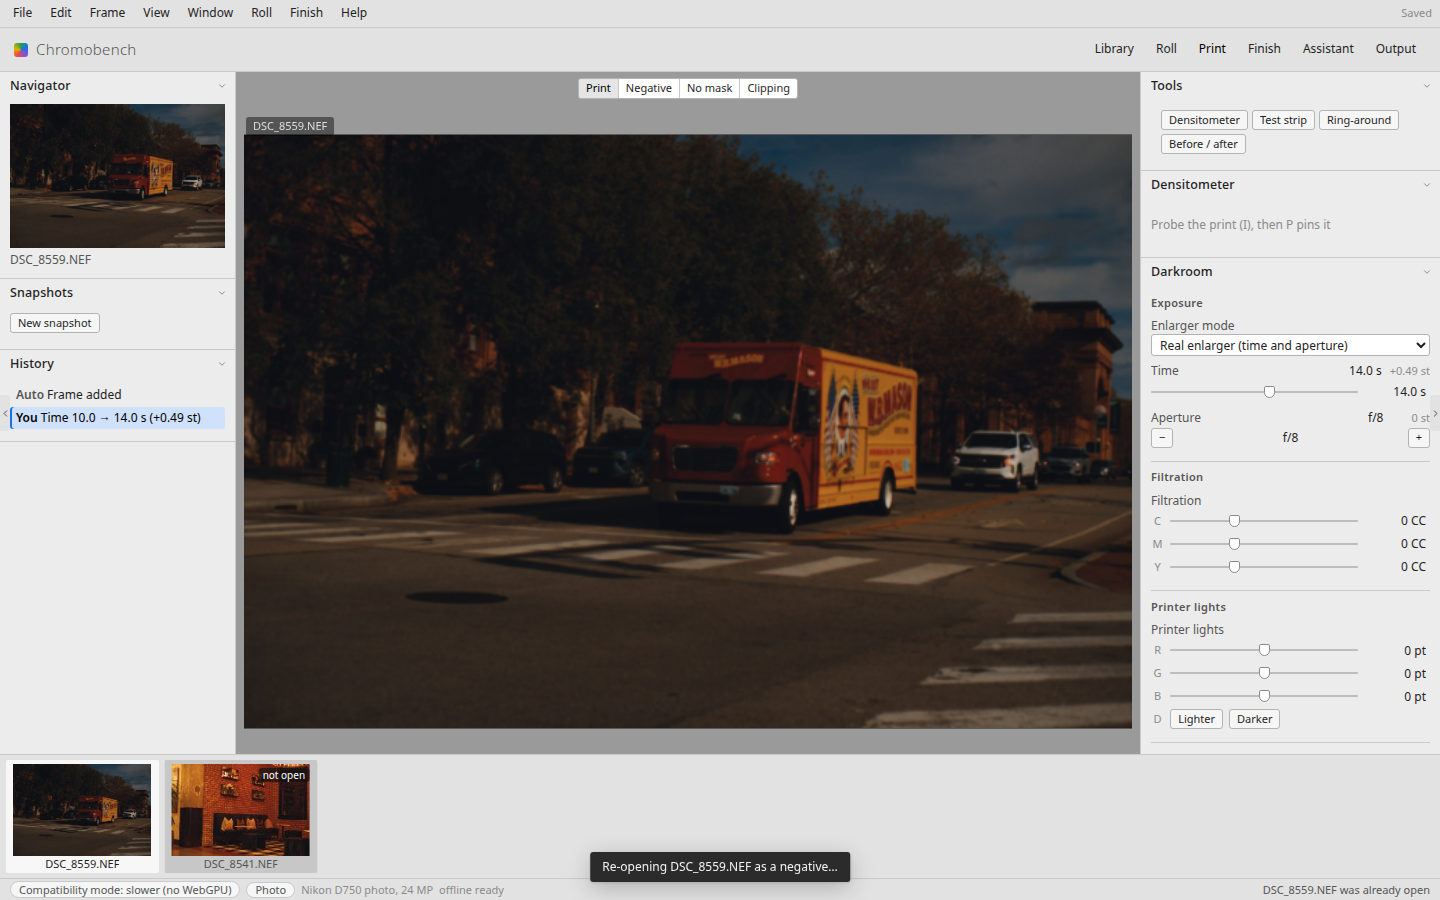 File Edit Frame View Window Roll Finish Help
Saved
Chromobench
Library Roll Print Finish Assistant Output
Navigator
DSC_8559.NEF
Snapshots
New snapshot
History
Auto Frame added
You Time 10.0 → 14.0 s (+0.49 st)
Print Negative No mask Clipping
DSC_8559.NEF
Tools
Densitometer Test strip Ring-around
Before / after
Densitometer
Probe the print (I), then P pins it
Darkroom
Exposure
Enlarger mode
Real enlarger (time and aperture)
Time 14.0 s +0.49 st
14.0 s
Aperture f/8 0 st
− f/8 +
Filtration
Filtration
C 0 CC
M 0 CC
Y 0 CC
Printer lights
Printer lights
R 0 pt
G 0 pt
B 0 pt
D Lighter Darker
not open
DSC_8559.NEF
DSC_8541.NEF
Re-opening DSC_8559.NEF as a negative…
Compatibility mode: slower (no WebGPU) Photo Nikon D750 photo, 24 MP offline ready
DSC_8559.NEF was already open